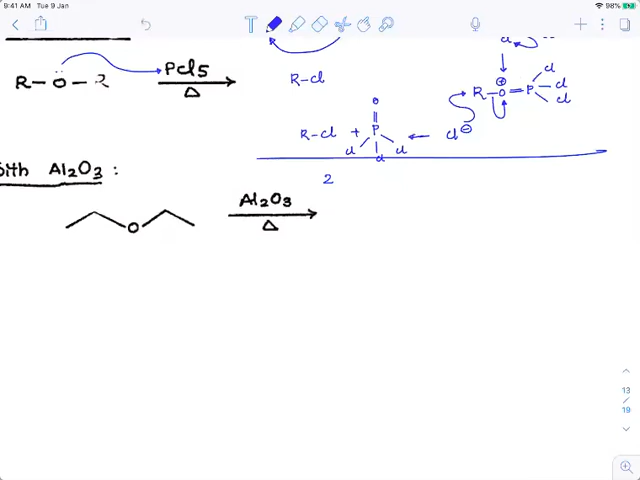 9:41 AM Tue 9 Jan
98%
T
R-O-R PCl5
Δ
R-Cl
Cl
R-O=P Cl
⊕ Cl
Cl
O
R-Cl + P ← Cl⊖
Cl Cl Cl
2
With Al2O3 :
O Al2O3
Δ
13
/
19